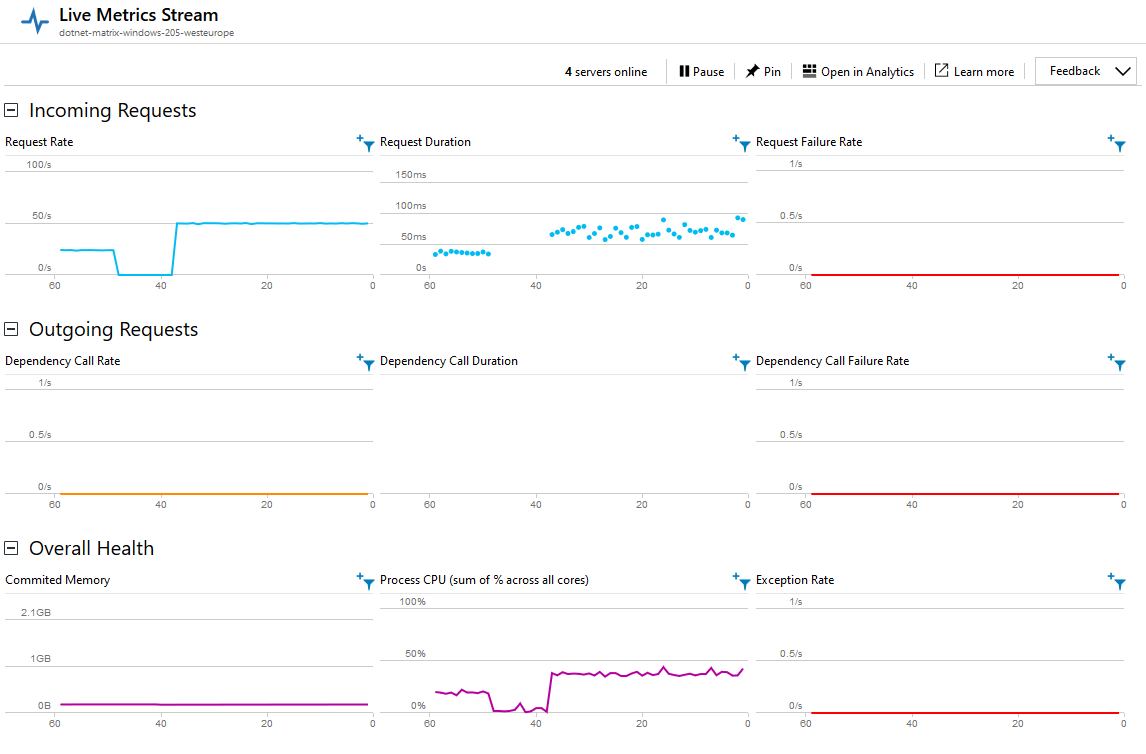 Live Metrics Stream
dotnet-matrix-windows-205-westeurope
4 servers online
Pause
Pin
Open in Analytics
Learn more
Feedback
Incoming Requests
Request Rate
100/s
50/s
0/s
60 40 20 0
Request Duration
150ms
100ms
50ms
0s
60 40 20 0
Request Failure Rate
1/s
0.5/s
0/s
60 40 20 0
Outgoing Requests
Dependency Call Rate
1/s
0.5/s
0/s
60 40 20 0
Dependency Call Duration
60 40 20 0
Dependency Call Failure Rate
1/s
0.5/s
0/s
60 40 20 0
Overall Health
Commited Memory
2.1GB
1GB
0B
60 40 20 0
Process CPU (sum of % across all cores)
100%
50%
0%
60 40 20 0
Exception Rate
1/s
0.5/s
0/s
60 40 20 0